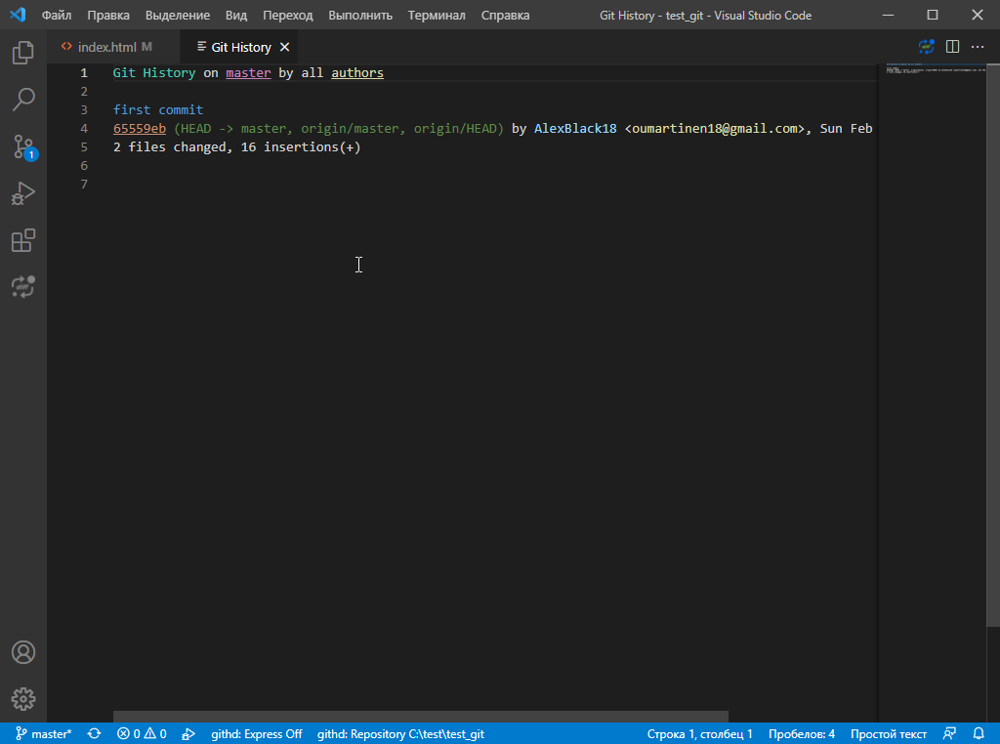 Файл Правка Выделение Вид Переход Выполнить Терминал Справка Git History - test_git - Visual Studio Code
index.html M Git History
1 Git History on master by all authors
2
3 first commit
4 65559eb (HEAD -> master, origin/master, origin/HEAD) by AlexBlack18 <oumartinen18@gmail.com>, Sun Feb
5 2 files changed, 16 insertions(+)
6
7
1
master* 0 0 githd: Express Off githd: Repository C:\test\test_git Строка 1, столбец 1 Пробелов: 4 Простой текст